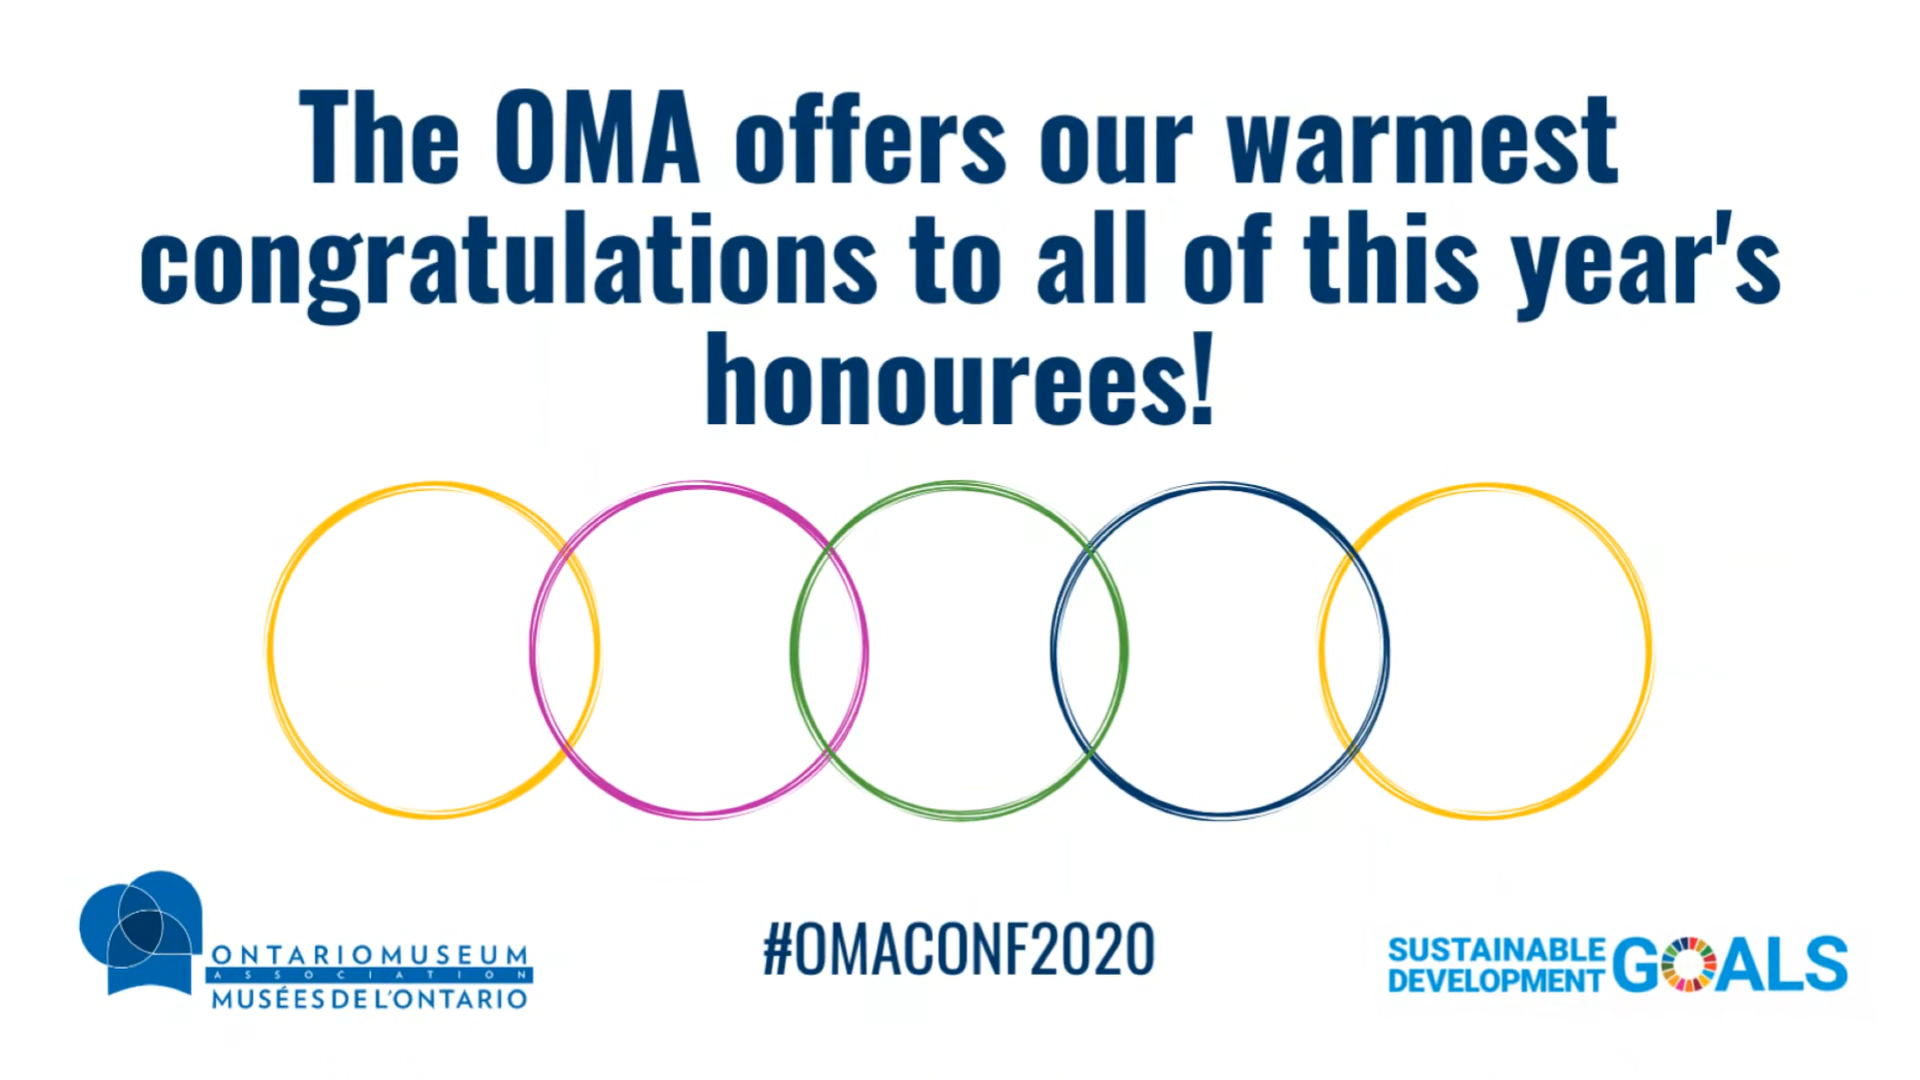 The OMA offers our warmest
congratulations to all of this year's
honourees!
ONTARIOMUSEUM
ASSOCIATION
MUSÉESDEL'ONTARIO
#OMACONF2020
SUSTAINABLE
DEVELOPMENT
GOALS